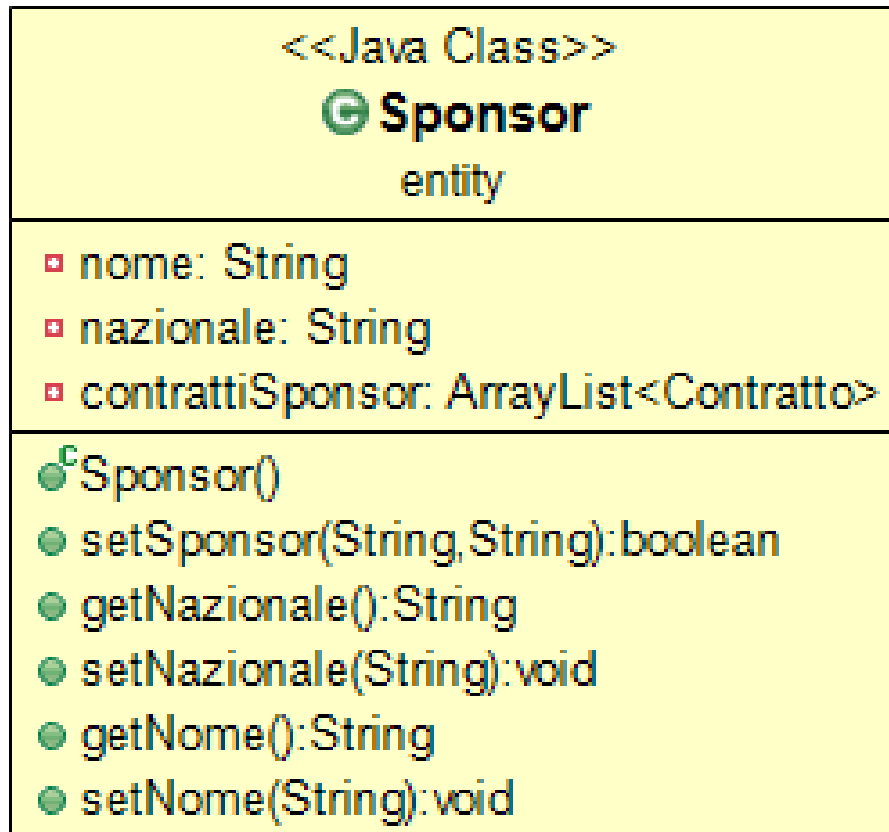 <<Java Class>>
C Sponsor
entity
nome: String
nazionale: String
contrattiSponsor: ArrayList<Contratto>
C Sponsor()
setSponsor(String,String):boolean
getNazionale():String
setNazionale(String):void
getNome():String
setNome(String):void